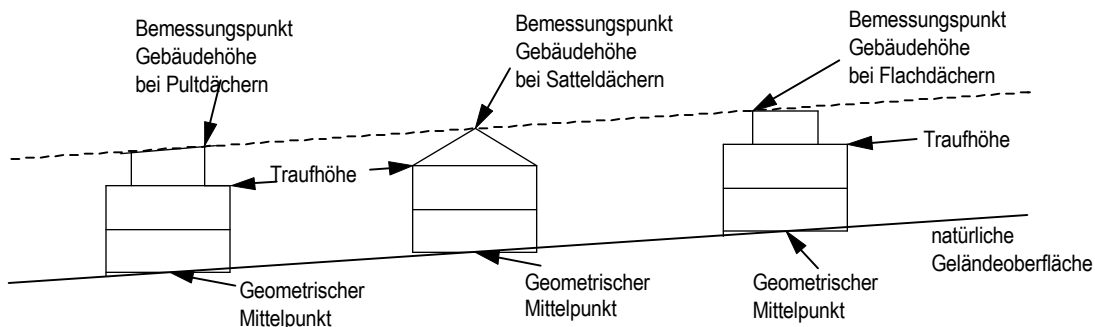 Bemessungspunkt
Gebäudehöhe
bei Pultdächern
Bemessungspunkt
Gebäudehöhe
bei Satteldächern
Bemessungspunkt
Gebäudehöhe
bei Flachdächern
Traufhöhe
Traufhöhe
natürliche
Geländeoberfläche
Geometrischer
Mittelpunkt
Geometrischer
Mittelpunkt
Geometrischer
Mittelpunkt